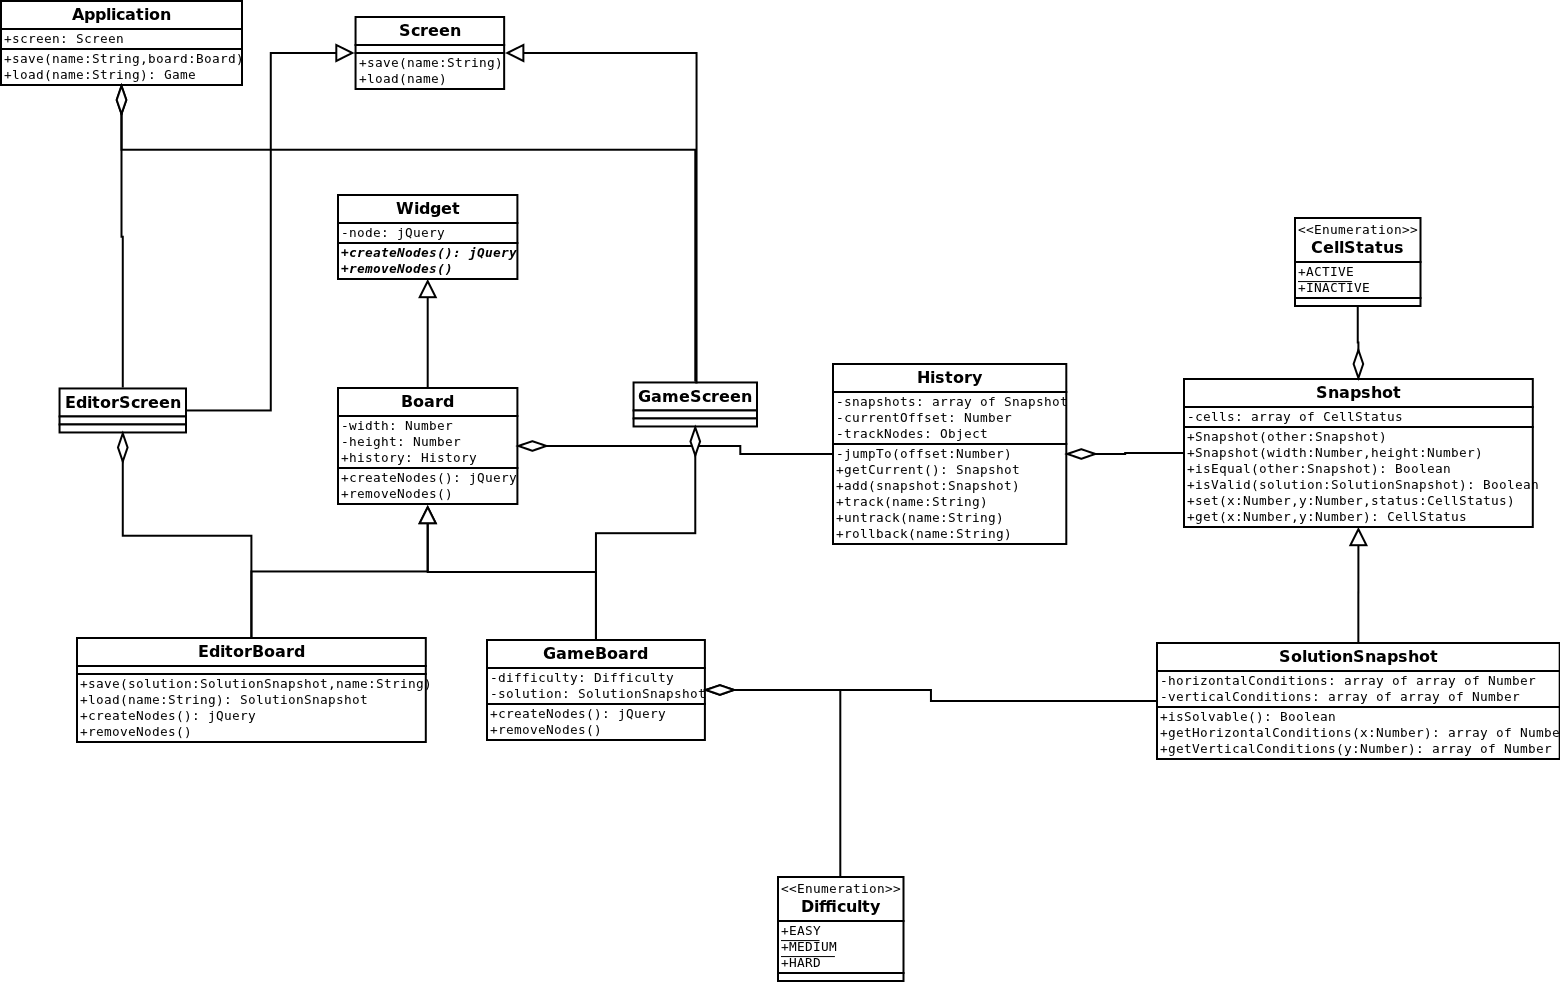 Application
+screen: Screen
+save(name:String,board:Board)
+load(name:String): Game
Screen
+save(name:String)
+load(name)
Widget
-node: jQuery
+createNodes(): jQuery
+removeNodes()
<<Enumeration>>
CellStatus
+ACTIVE
+INACTIVE
EditorScreen
Board
-width: Number
-height: Number
+history: History
+createNodes(): jQuery
+removeNodes()
GameScreen
History
-snapshots: array of Snapshot
-currentOffset: Number
-trackNodes: Object
-jumpTo(offset:Number)
+getCurrent(): Snapshot
+add(snapshot:Snapshot)
+track(name:String)
+untrack(name:String)
+rollback(name:String)
Snapshot
-cells: array of CellStatus
+Snapshot(other:Snapshot)
+Snapshot(width:Number,height:Number)
+isEqual(other:Snapshot): Boolean
+isValid(solution:SolutionSnapshot): Boolean
+set(x:Number,y:Number,status:CellStatus)
+get(x:Number,y:Number): CellStatus
EditorBoard
+save(solution:SolutionSnapshot,name:String)
+load(name:String): SolutionSnapshot
+createNodes(): jQuery
+removeNodes()
GameBoard
-difficulty: Difficulty
-solution: SolutionSnapshot
+createNodes(): jQuery
+removeNodes()
SolutionSnapshot
-horizontalConditions: array of array of Number
-verticalConditions: array of array of Number
+isSolvable(): Boolean
+getHorizontalConditions(x:Number): array of Numbe
+getVerticalConditions(y:Number): array of Number
<<Enumeration>>
Difficulty
+EASY
+MEDIUM
+HARD